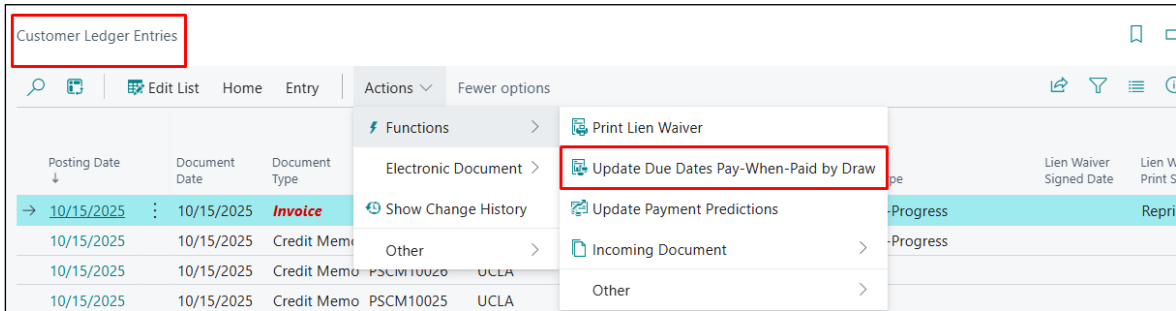 Customer Ledger Entries
Edit List Home Entry Actions Fewer options
Functions
Electronic Document
Show Change History
Other
Print Lien Waiver
Update Due Dates Pay-When-Paid by Draw
Update Payment Predictions
Incoming Document
Other
Posting Date Document Date Document Type Lien Waiver Signed Date Lien
10/15/2025 10/15/2025 Invoice -Progress
10/15/2025 10/15/2025 Credit -Progress
10/15/2025 10/15/2025 Credit Memo PSCM10026 UCLA
10/15/2025 10/15/2025 Credit Memo PSCM10025 UCLA